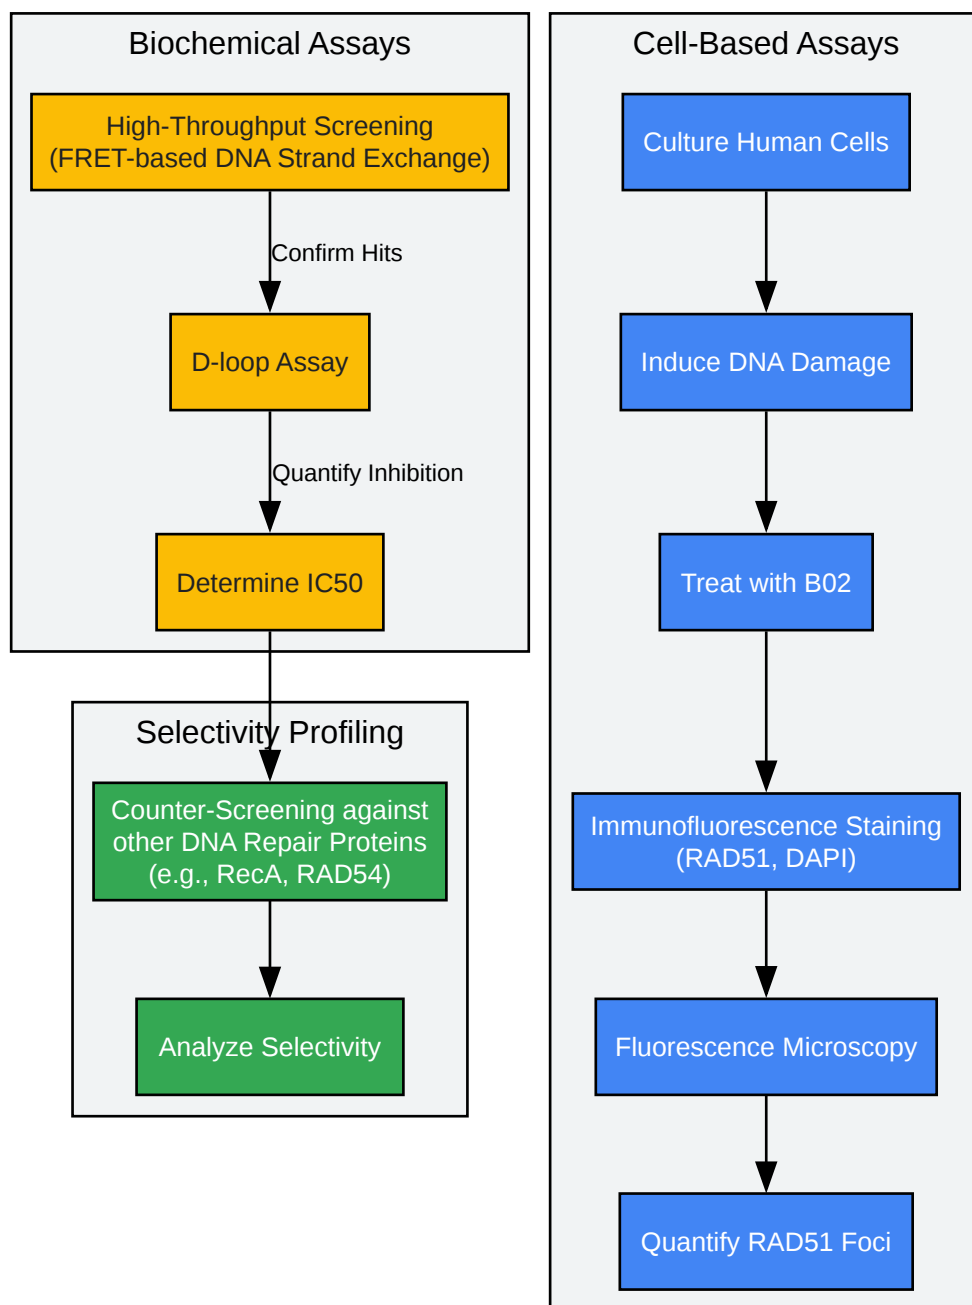 Biochemical Assays
High-Throughput Screening
(FRET-based DNA Strand Exchange)
Confirm Hits
D-loop Assay
Quantify Inhibition
Determine IC50
Selectivity Profiling
Counter-Screening against
other DNA Repair Proteins
(e.g., RecA, RAD54)
Analyze Selectivity
Cell-Based Assays
Culture Human Cells
Induce DNA Damage
Treat with B02
Immunofluorescence Staining
(RAD51, DAPI)
Fluorescence Microscopy
Quantify RAD51 Foci